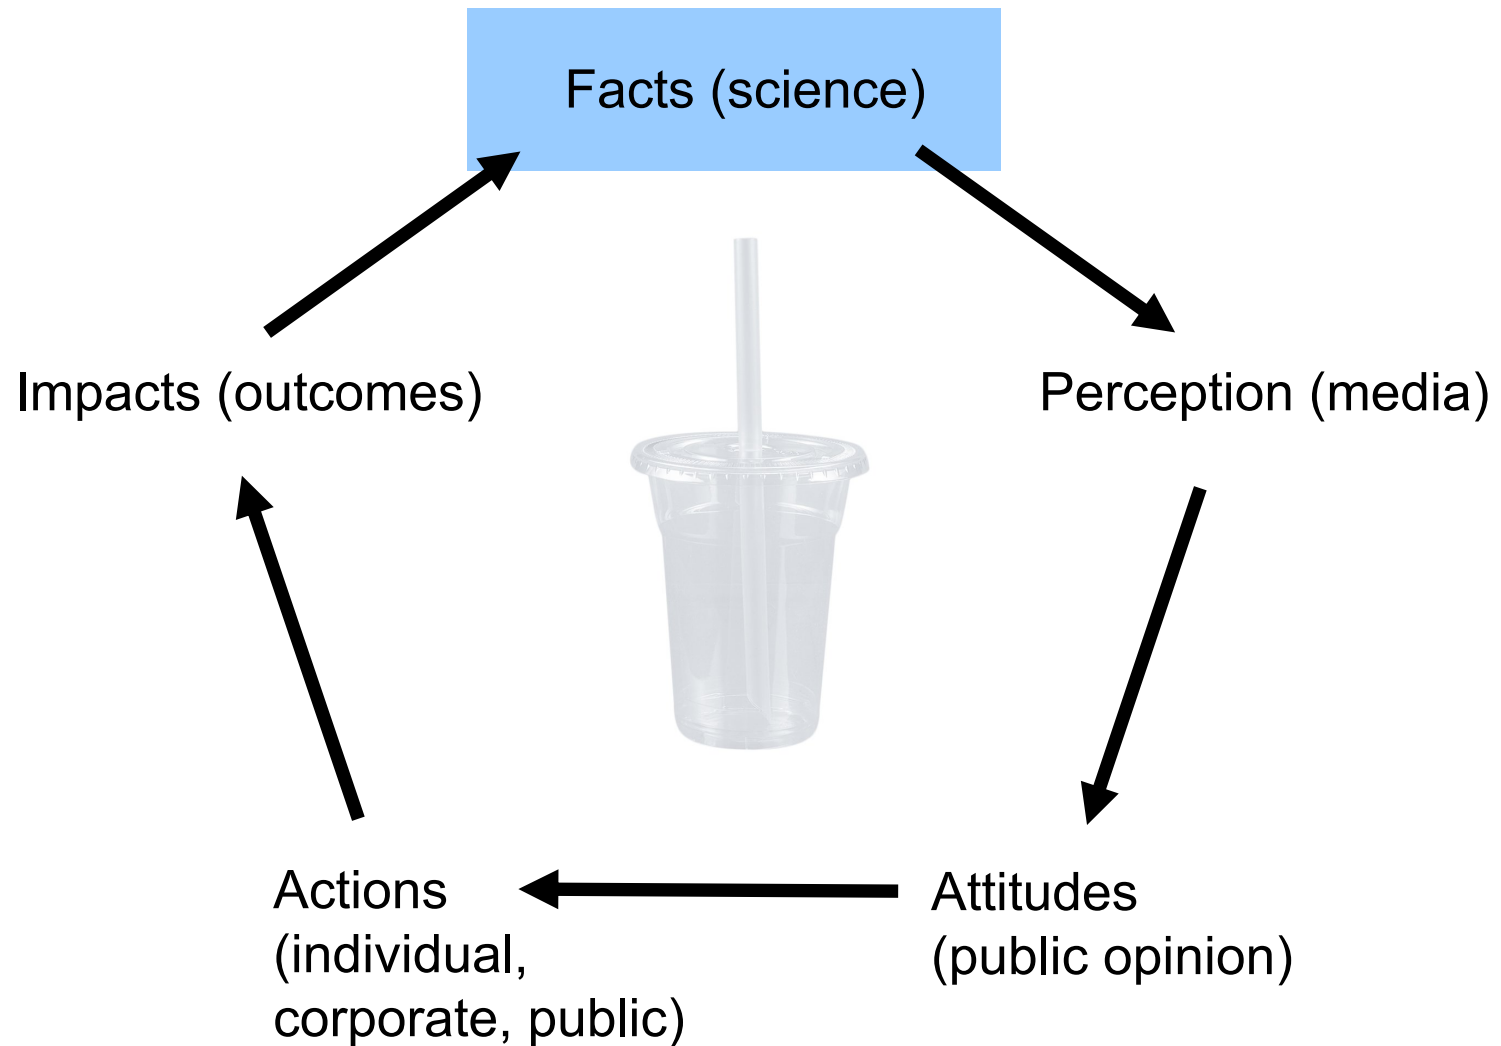 Facts (science)
Impacts (outcomes)
Perception (media)
Actions
(individual,
corporate, public)
Attitudes
(public opinion)